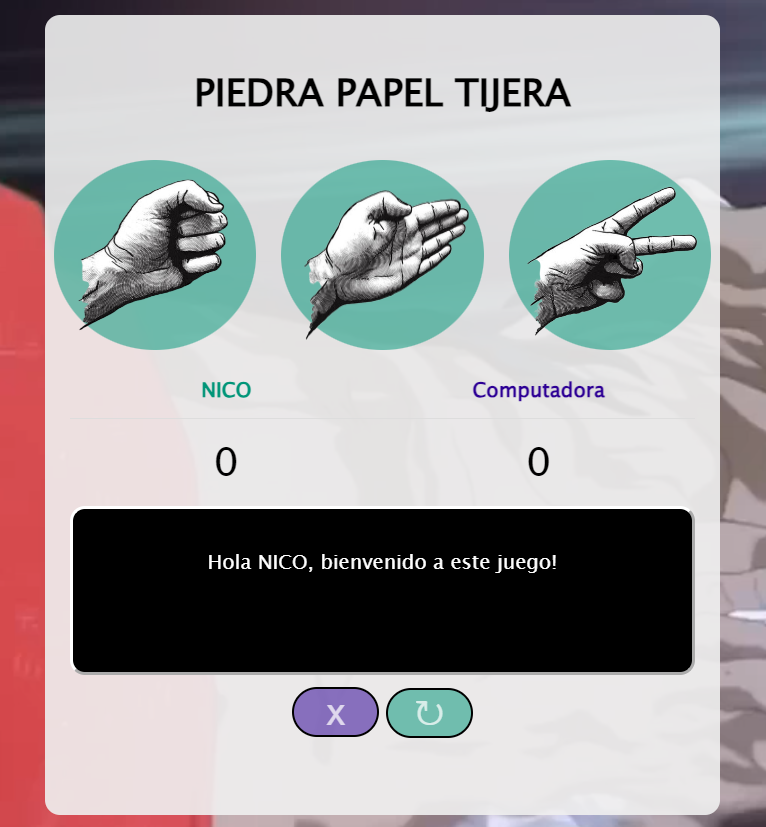 PIEDRA PAPEL TIJERA
NICO Computadora
0 0
Hola NICO, bienvenido a este juego!
X ↻